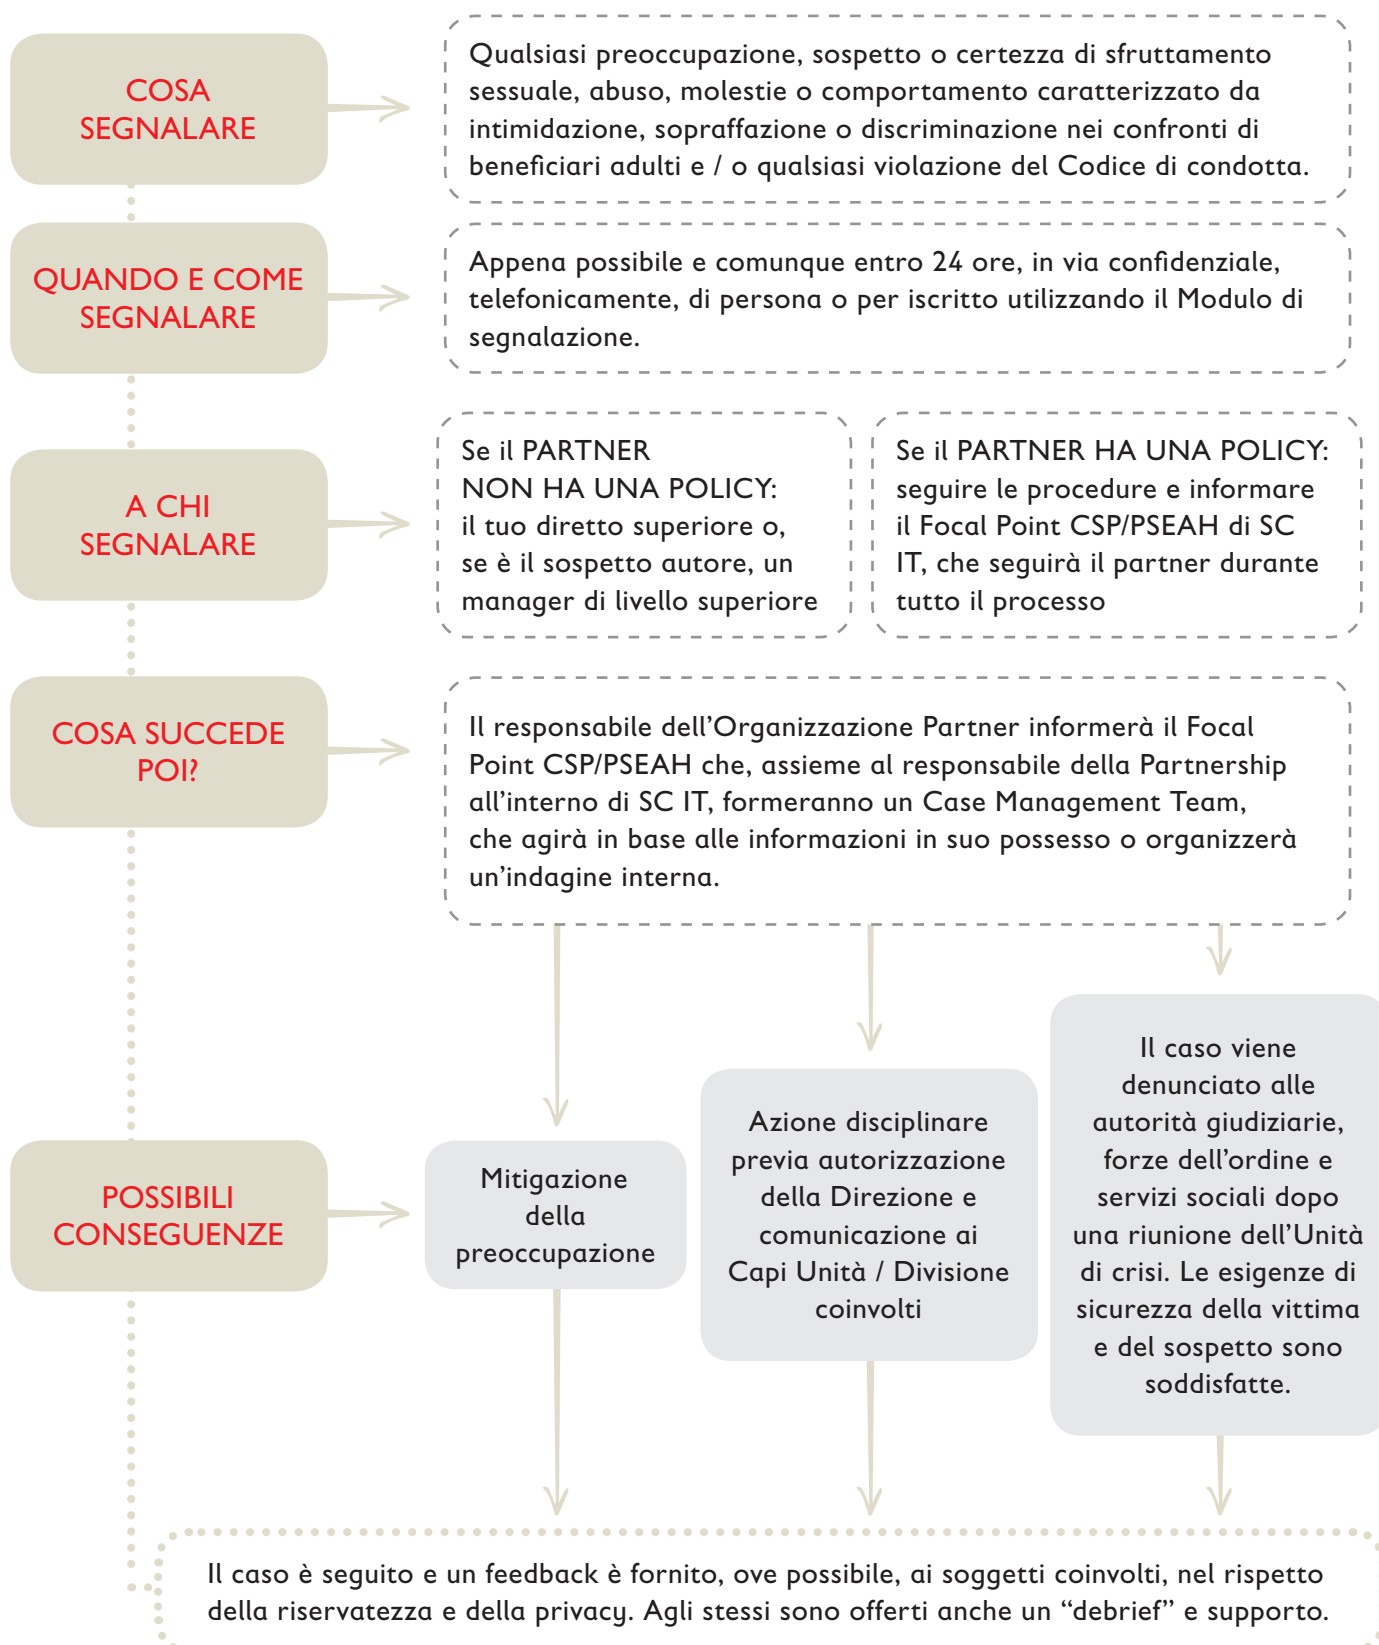 COSA
SEGNALARE
Qualsiasi preoccupazione, sospetto o certezza di sfruttamento
sessuale, abuso, molestie o comportamento caratterizzato da
intimidazione, sopraffazione o discriminazione nei confronti di
beneficiari adulti e / o qualsiasi violazione del Codice di condotta.
QUANDO E COME
SEGNALARE
Appena possibile e comunque entro 24 ore, in via confidenziale,
telefonicamente, di persona o per iscritto utilizzando il Modulo di
segnalazione.
A CHI
SEGNALARE
Se il PARTNER
NON HA UNA POLICY:
il tuo diretto superiore o,
se è il sospetto autore, un
manager di livello superiore
Se il PARTNER HA UNA POLICY:
seguire le procedure e informare
il Focal Point CSP/PSEAH di SC
IT, che seguirà il partner durante
tutto il processo
COSA SUCCEDE
POI?
Il responsabile dell’Organizzazione Partner informerà il Focal
Point CSP/PSEAH che, assieme al responsabile della Partnership
all’interno di SC IT, formeranno un Case Management Team,
che agirà in base alle informazioni in suo possesso o organizzerà
un’indagine interna.
POSSIBILI
CONSEGUENZE
Mitigazione
della
preoccupazione
Azione disciplinare
previa autorizzazione
della Direzione e
comunicazione ai
Capi Unità / Divisione
coinvolti
Il caso viene
denunciato alle
autorità giudiziarie,
forze dell’ordine e
servizi sociali dopo
una riunione dell’Unità
di crisi. Le esigenze di
sicurezza della vittima
e del sospetto sono
soddisfatte.
Il caso è seguito e un feedback è fornito, ove possibile, ai soggetti coinvolti, nel rispetto
della riservatezza e della privacy. Agli stessi sono offerti anche un “debrief” e supporto.